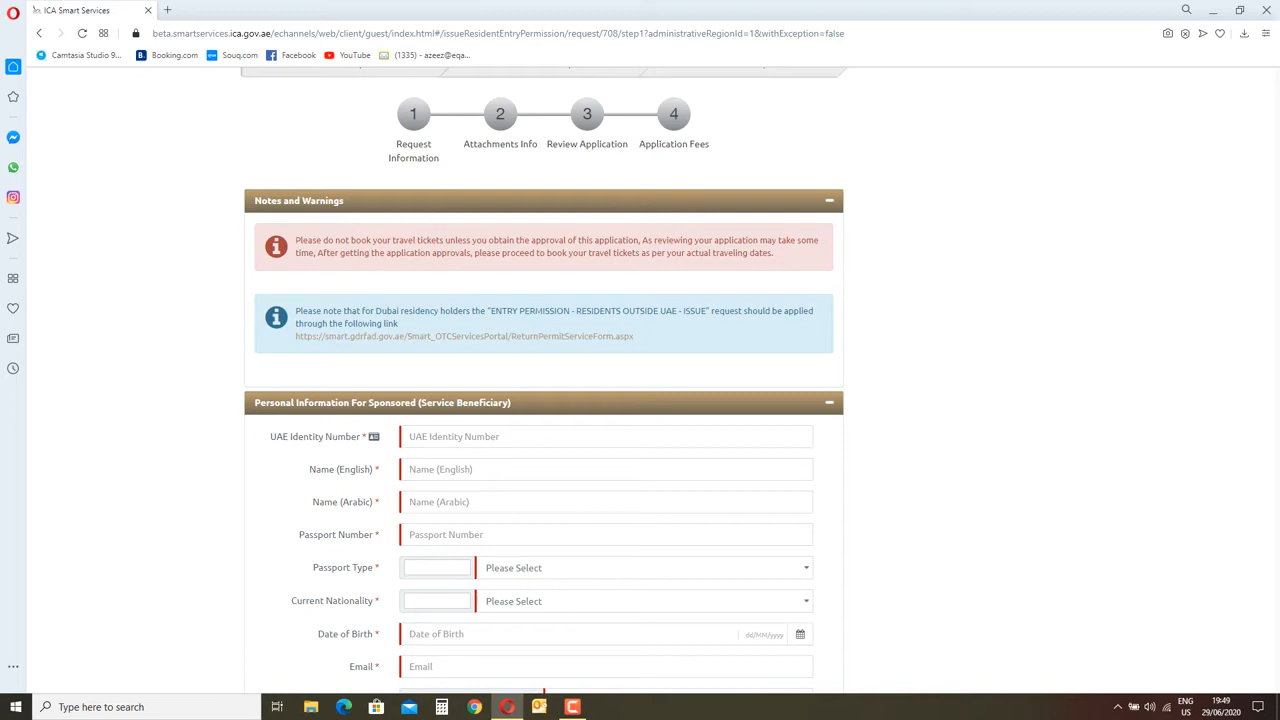 ICA Smart Services
beta.smartservices.ica.gov.ae/echannels/web/client/guest/index.html#/issueResidentEntryPermission/request/708/step1?administrativeRegionId=1&withException=false
Camtasia Studio 9...
Booking.com
Souq.com
Facebook
YouTube
(1335) - azeez@eqa...
1
2
3
4
Request
Information
Attachments Info
Review Application
Application Fees
Notes and Warnings
Please do not book your travel tickets unless you obtain the approval of this application, As reviewing your application may take some
time, After getting the application approvals, please proceed to book your travel tickets as per your actual traveling dates.
Please note that for Dubai residency holders the "ENTRY PERMISSION - RESIDENTS OUTSIDE UAE - ISSUE" request should be applied
through the following link
https://smart.gdrfad.gov.ae/Smart_OTCServicesPortal/ReturnPermitServiceForm.aspx
Personal Information For Sponsored (Service Beneficiary)
UAE Identity Number * UAE Identity Number
Name (English) * Name (English)
Name (Arabic) * Name (Arabic)
Passport Number * Passport Number
Passport Type * Please Select
Current Nationality * Please Select
Date of Birth * Date of Birth dd/MM/yyyy
Email * Email
Type here to search
ENG
US
19:49
29/06/2020